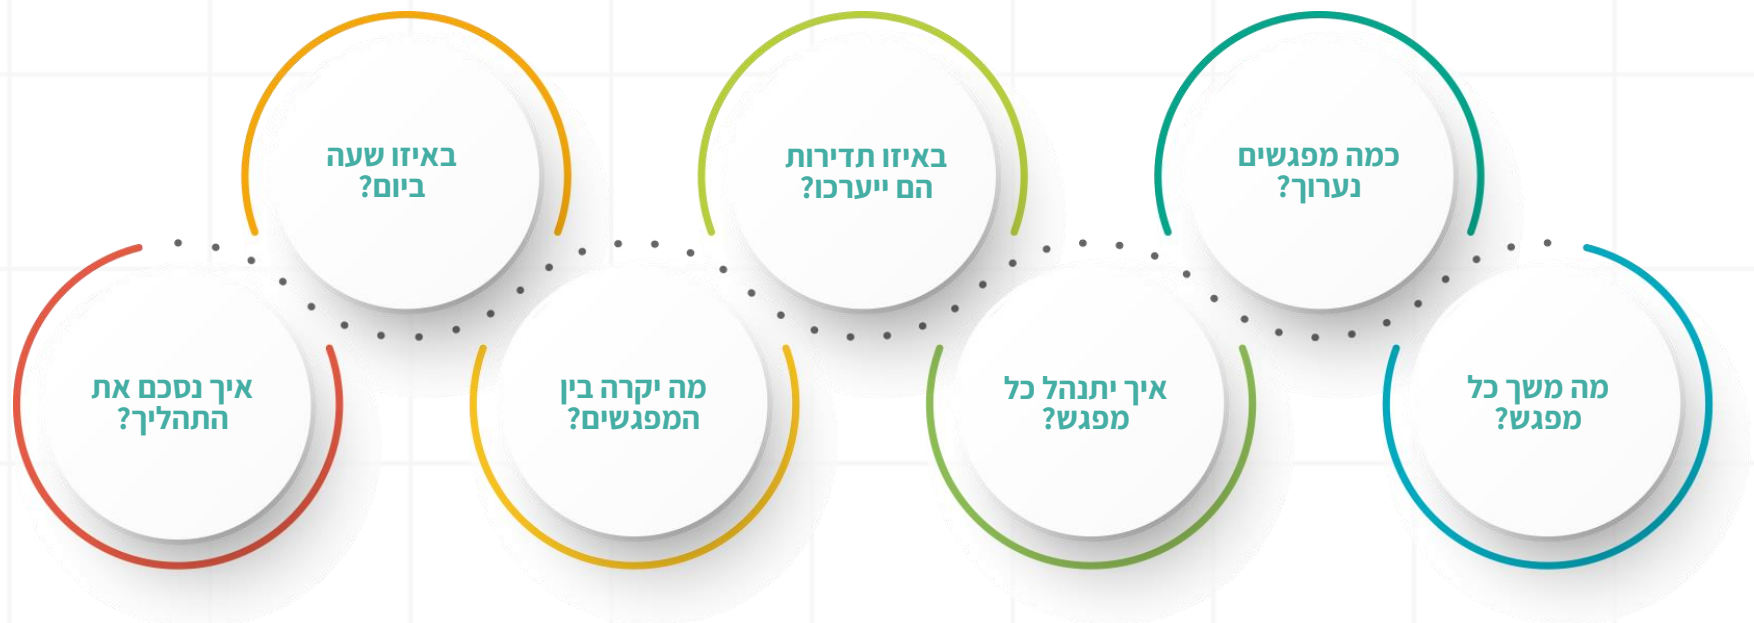 מה משך כל
מפגש?
כמה מפגשים
נערוך?
איך יתנהל כל
מפגש?
באיזו תדירות
הם ייערכו?
מה יקרה בין
המפגשים?
באיזו שעה
ביום?
איך נסכם את
התהליך?